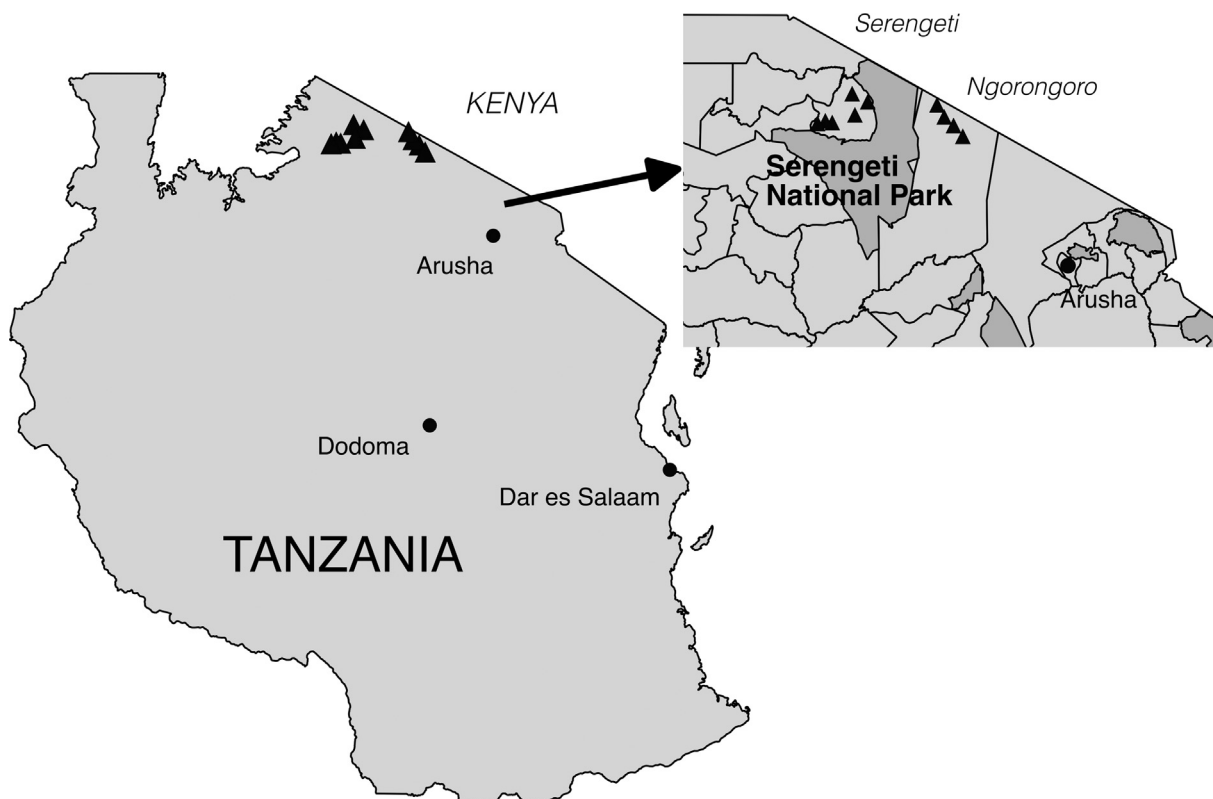 Serengeti
KENYA
Ngorongoro
Serengeti
National Park
Arusha
Arusha
Dodoma
Dar es Salaam
TANZANIA